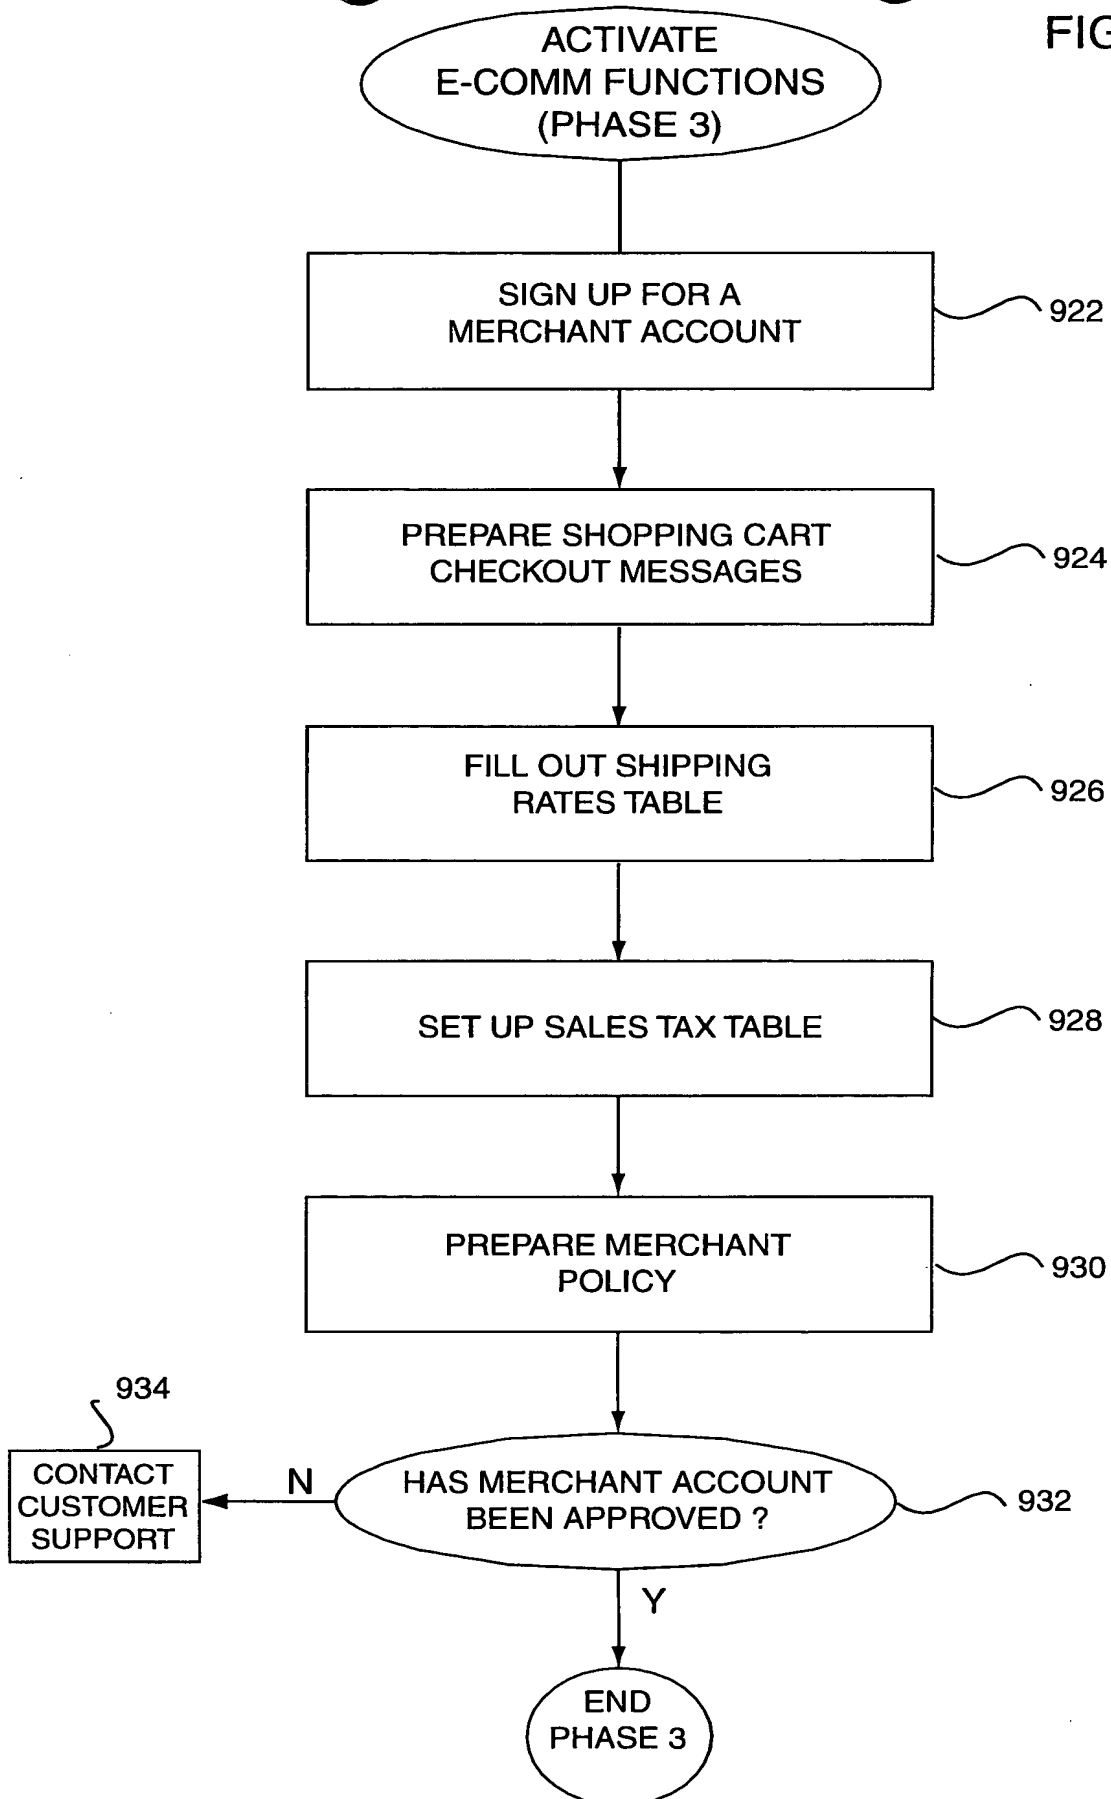 FIG
ACTIVATE
E-COMM FUNCTIONS
(PHASE 3)
SIGN UP FOR A
MERCHANT ACCOUNT
922
PREPARE SHOPPING CART
CHECKOUT MESSAGES
924
FILL OUT SHIPPING
RATES TABLE
926
SET UP SALES TAX TABLE
928
PREPARE MERCHANT
POLICY
930
934
CONTACT
CUSTOMER
SUPPORT
N
HAS MERCHANT ACCOUNT
BEEN APPROVED ?
932
Y
END
PHASE 3